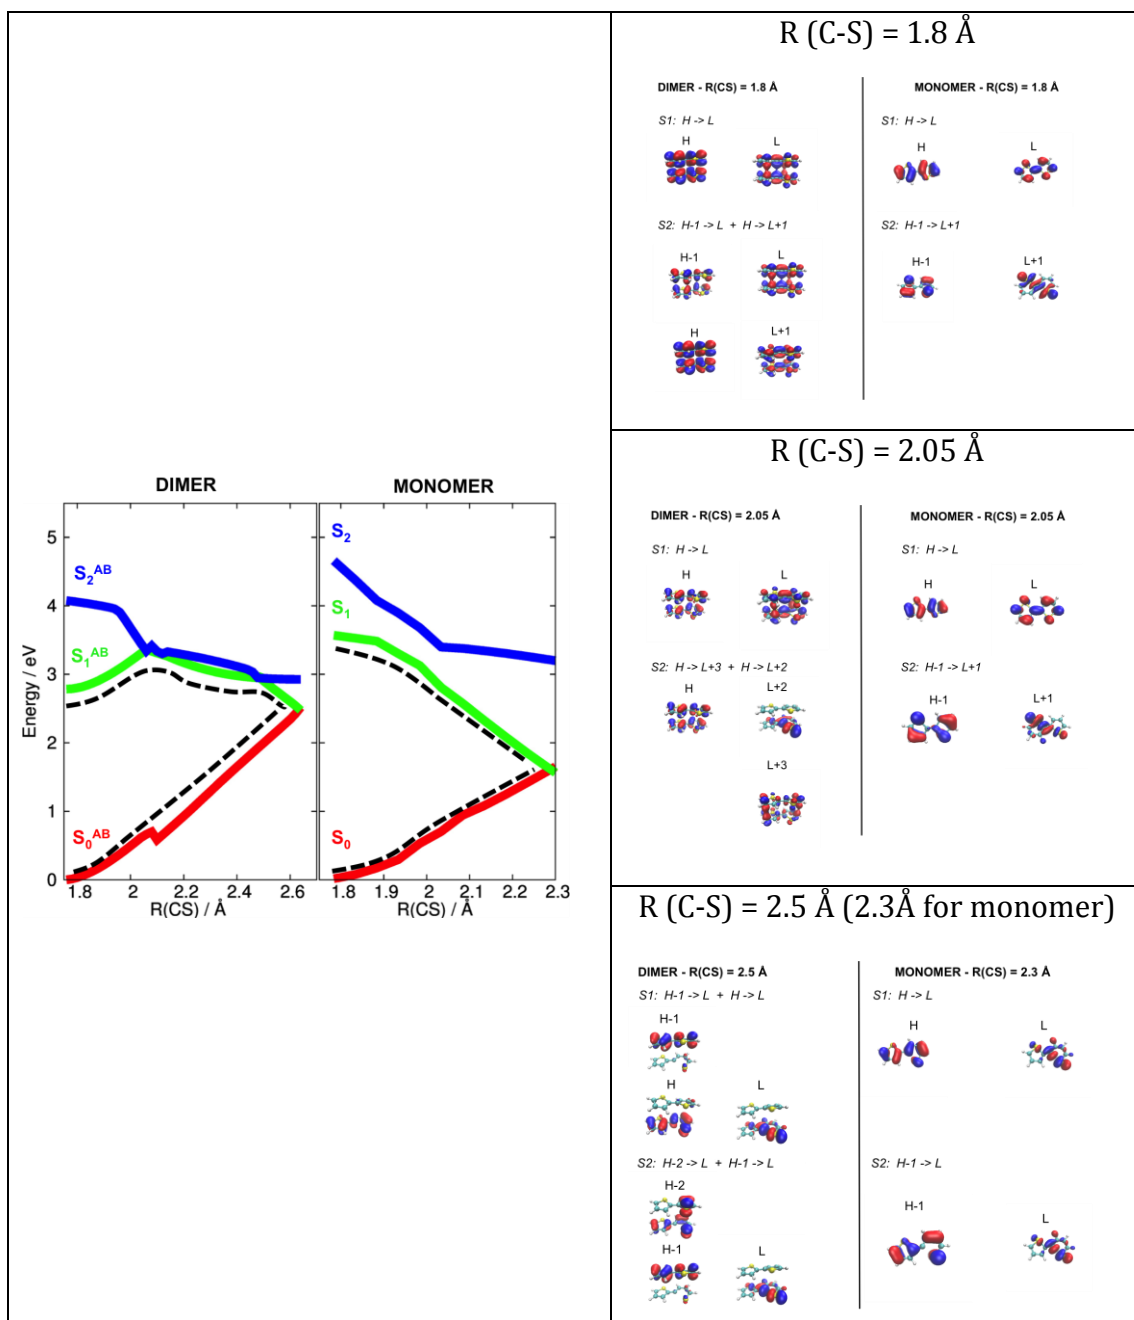 DIMER
MONOMER
5
4
3
2
1
0
Energy / eV
S2AB
S1AB
S0AB
S2
S1
S0
1.8 2 2.2 2.4 2.6
1.8 1.9 2 2.1 2.2 2.3
R(CS) / Å
R(CS) / Å
R (C-S) = 1.8 Å
DIMER - R(CS) = 1.8 Å
S1: H -> L
H L
S2: H-1 -> L + H -> L+1
H-1 L
H L+1
MONOMER - R(CS) = 1.8 Å
S1: H -> L
H L
S2: H-1 -> L+1
H-1 L+1
R (C-S) = 2.05 Å
DIMER - R(CS) = 2.05 Å
S1: H -> L
H L
S2: H -> L+3 + H -> L+2
H L+2
L+3
MONOMER - R(CS) = 2.05 Å
S1: H -> L
H L
S2: H-1 -> L+1
H-1 L+1
R (C-S) = 2.5 Å (2.3Å for monomer)
DIMER - R(CS) = 2.5 Å
S1: H-1 -> L + H -> L
H-1
H L
S2: H-2 -> L + H-1 -> L
H-2
H-1 L
MONOMER - R(CS) = 2.3 Å
S1: H -> L
H L
S2: H-1 -> L
H-1 L